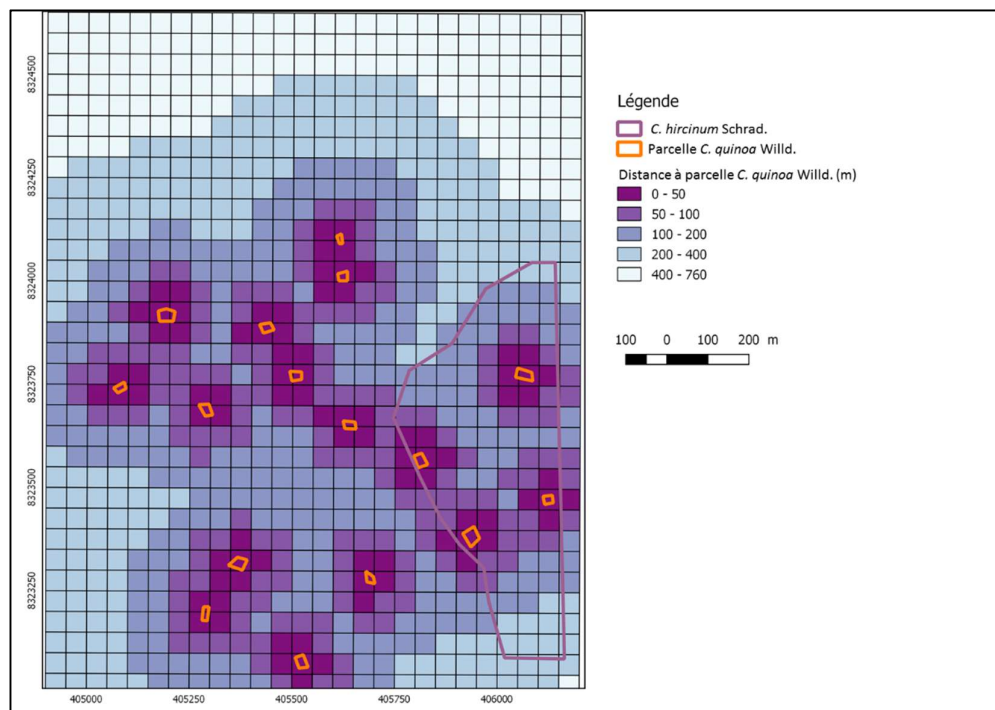 8324500
8324250
8324000
8323750
8323500
8323250
405000
405250
405500
405750
406000
Légende
C. hircinum Schrad.
Parcelle C. quinoa Willd.
Distance à parcelle C. quinoa Willd. (m)
0 - 50
50 - 100
100 - 200
200 - 400
400 - 760
100 0 100 200 m